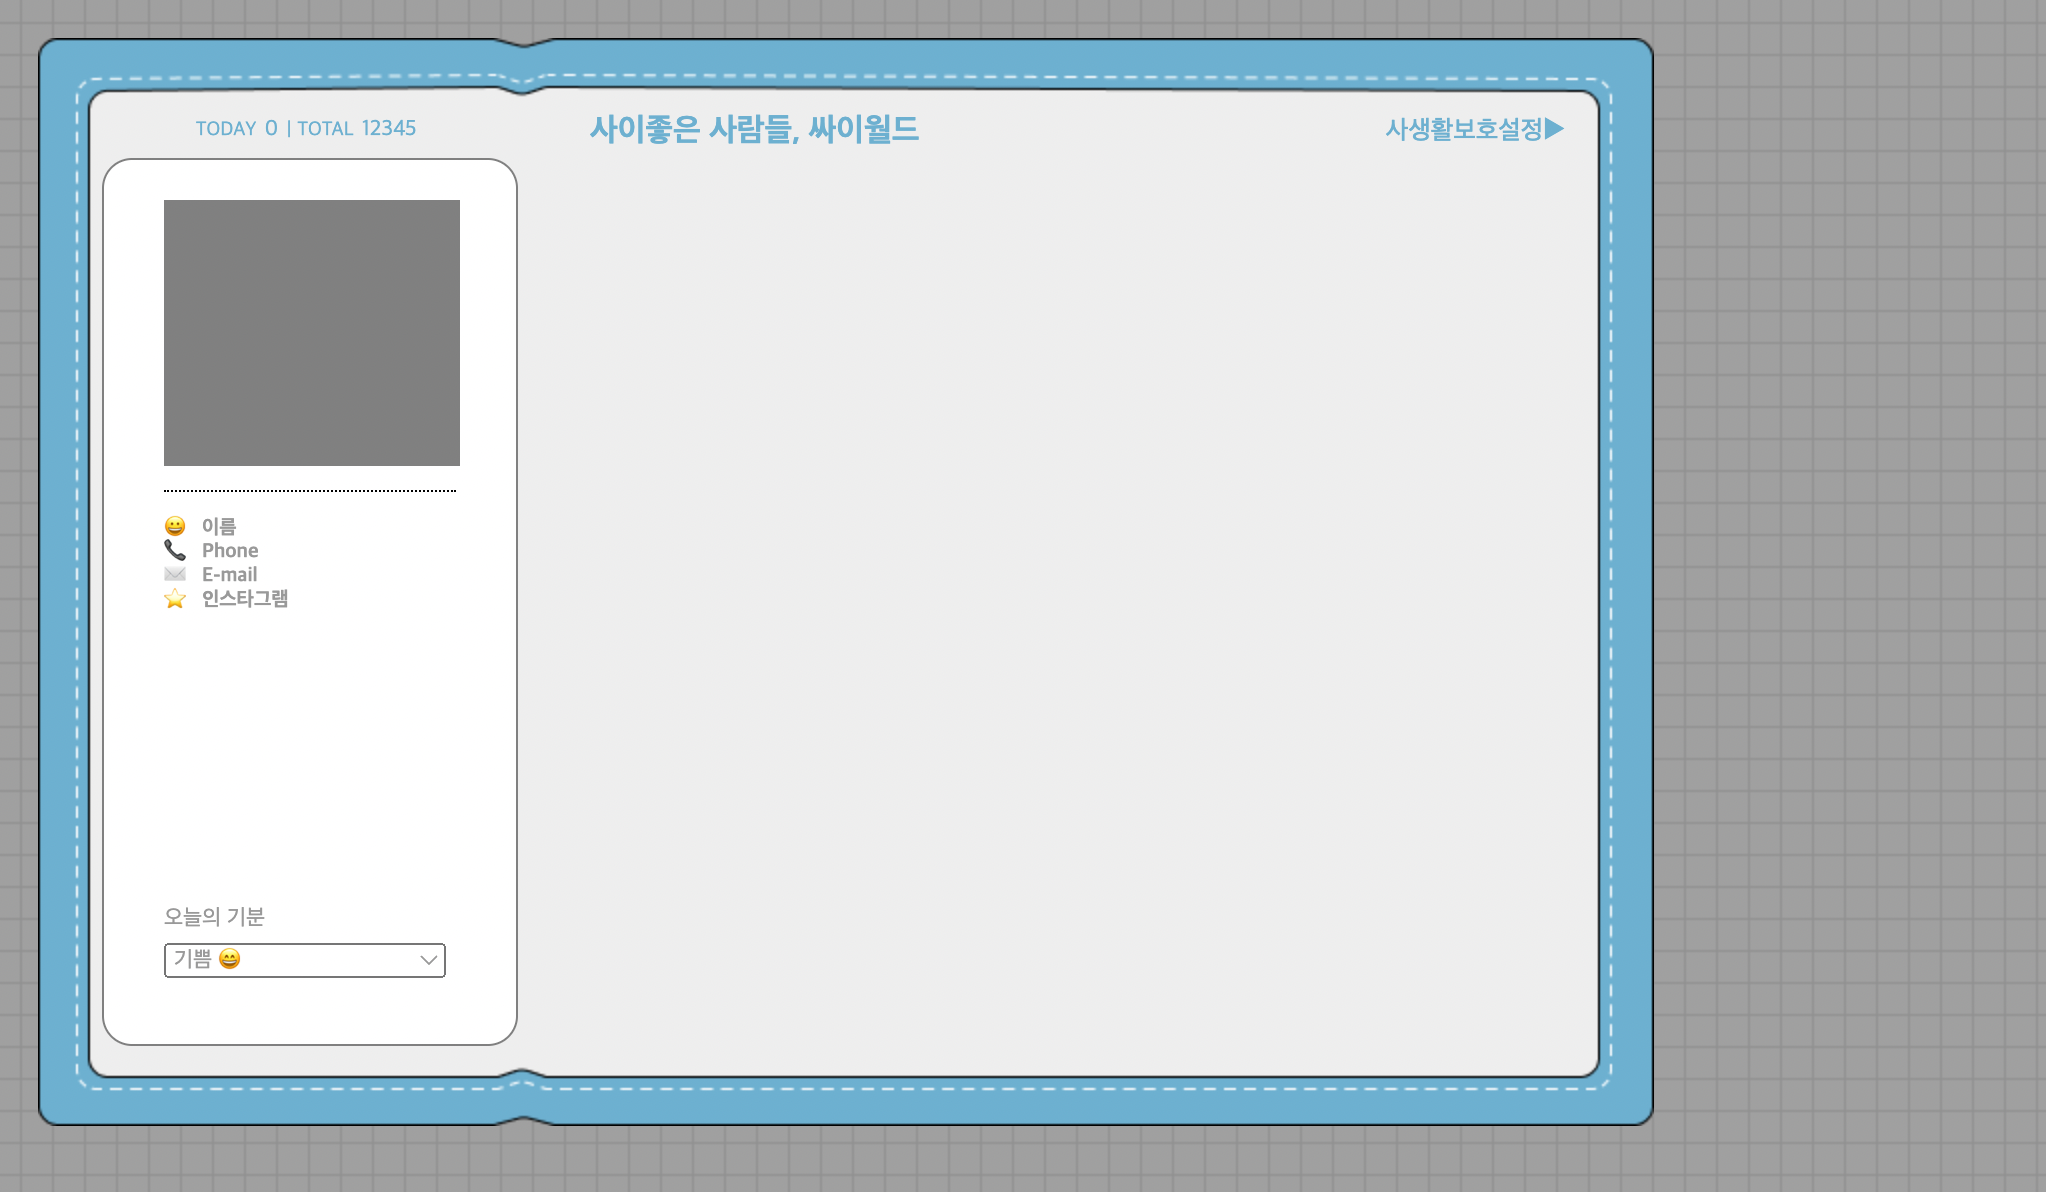 TODAY 0 | TOTAL 12345
사이좋은 사람들, 싸이월드
사생활보호설정▶
😀 이름
📞 Phone
✉️ E-mail
⭐ 인스타그램
오늘의 기분
기쁨 😄